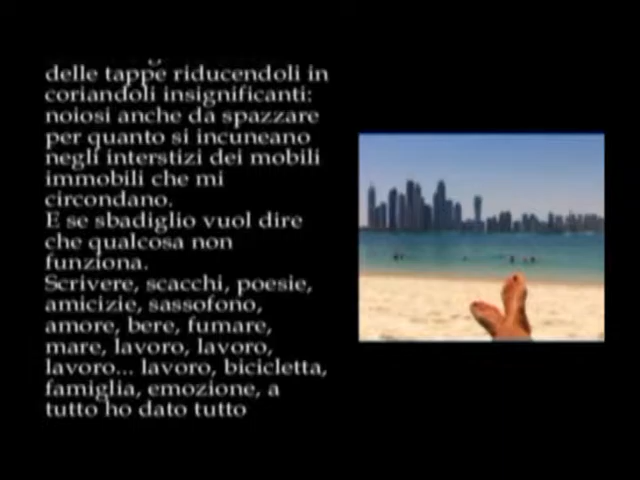 delle tappe riducendoli in
coriandoli insignificanti:
noiosi anche da spazzare
per quanto si incuneano
negli interstizi dei mobili
immobili che mi
circondano.
E se sbadiglio vuol dire
che qualcosa non
funziona.
Scrivere, scacchi, poesie,
amicizie, sassofono,
amore, bere, fumare,
mare, lavoro, lavoro,
lavoro... lavoro, bicicletta,
famiglia, emozione, a
tutto ho dato tutto